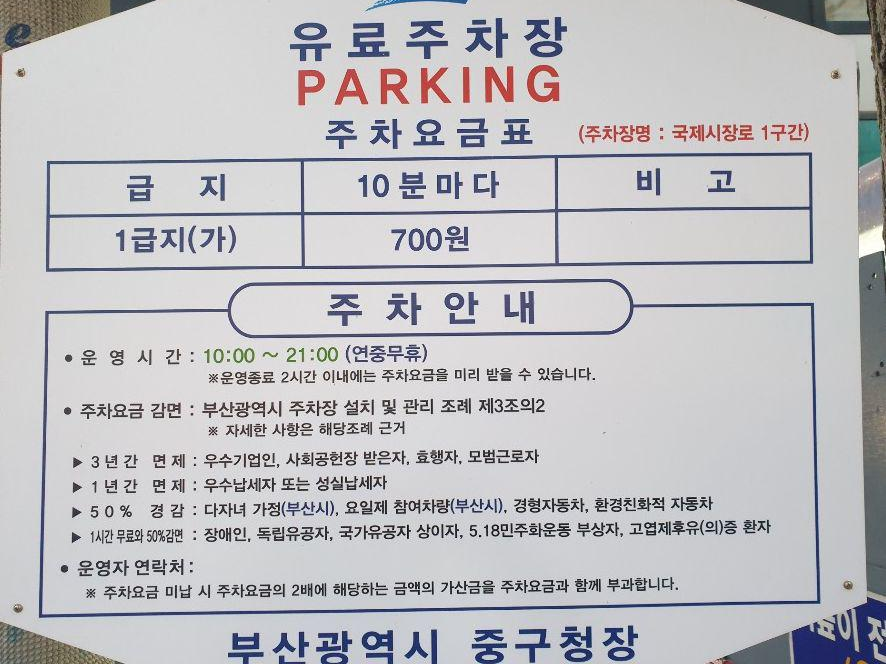 유료주차장
PARKING
주차요금표 (주차장명 : 국제시장로 1구간)
급 지 10분마다 비 고
1급지(가) 700원
주차안내
• 운 영 시 간 : 10:00 ~ 21:00 (연중무휴)
※운영종료 2시간 이내에는 주차요금을 미리 받을 수 있습니다.
• 주차요금 감면 : 부산광역시 주차장 설치 및 관리 조례 제3조의2
※ 자세한 사항은 해당조례 근거
▶ 3년간 면제 : 우수기업인, 사회공헌장 받은자, 효행자, 모범근로자
▶ 1년간 면제 : 우수납세자 또는 성실납세자
▶ 50% 경감 : 다자녀 가정(부산시), 요일제 참여차량(부산시), 경형자동차, 환경친화적 자동차
▶ 1시간 무료와 50%감면 : 장애인, 독립유공자, 국가유공자 상이자, 5.18민주화운동 부상자, 고엽제후유(의)증 환자
• 운영자 연락처 :
※ 주차요금 미납 시 주차요금의 2배에 해당하는 금액의 가산금을 주차요금과 함께 부과합니다.
부산광역시 중구청장